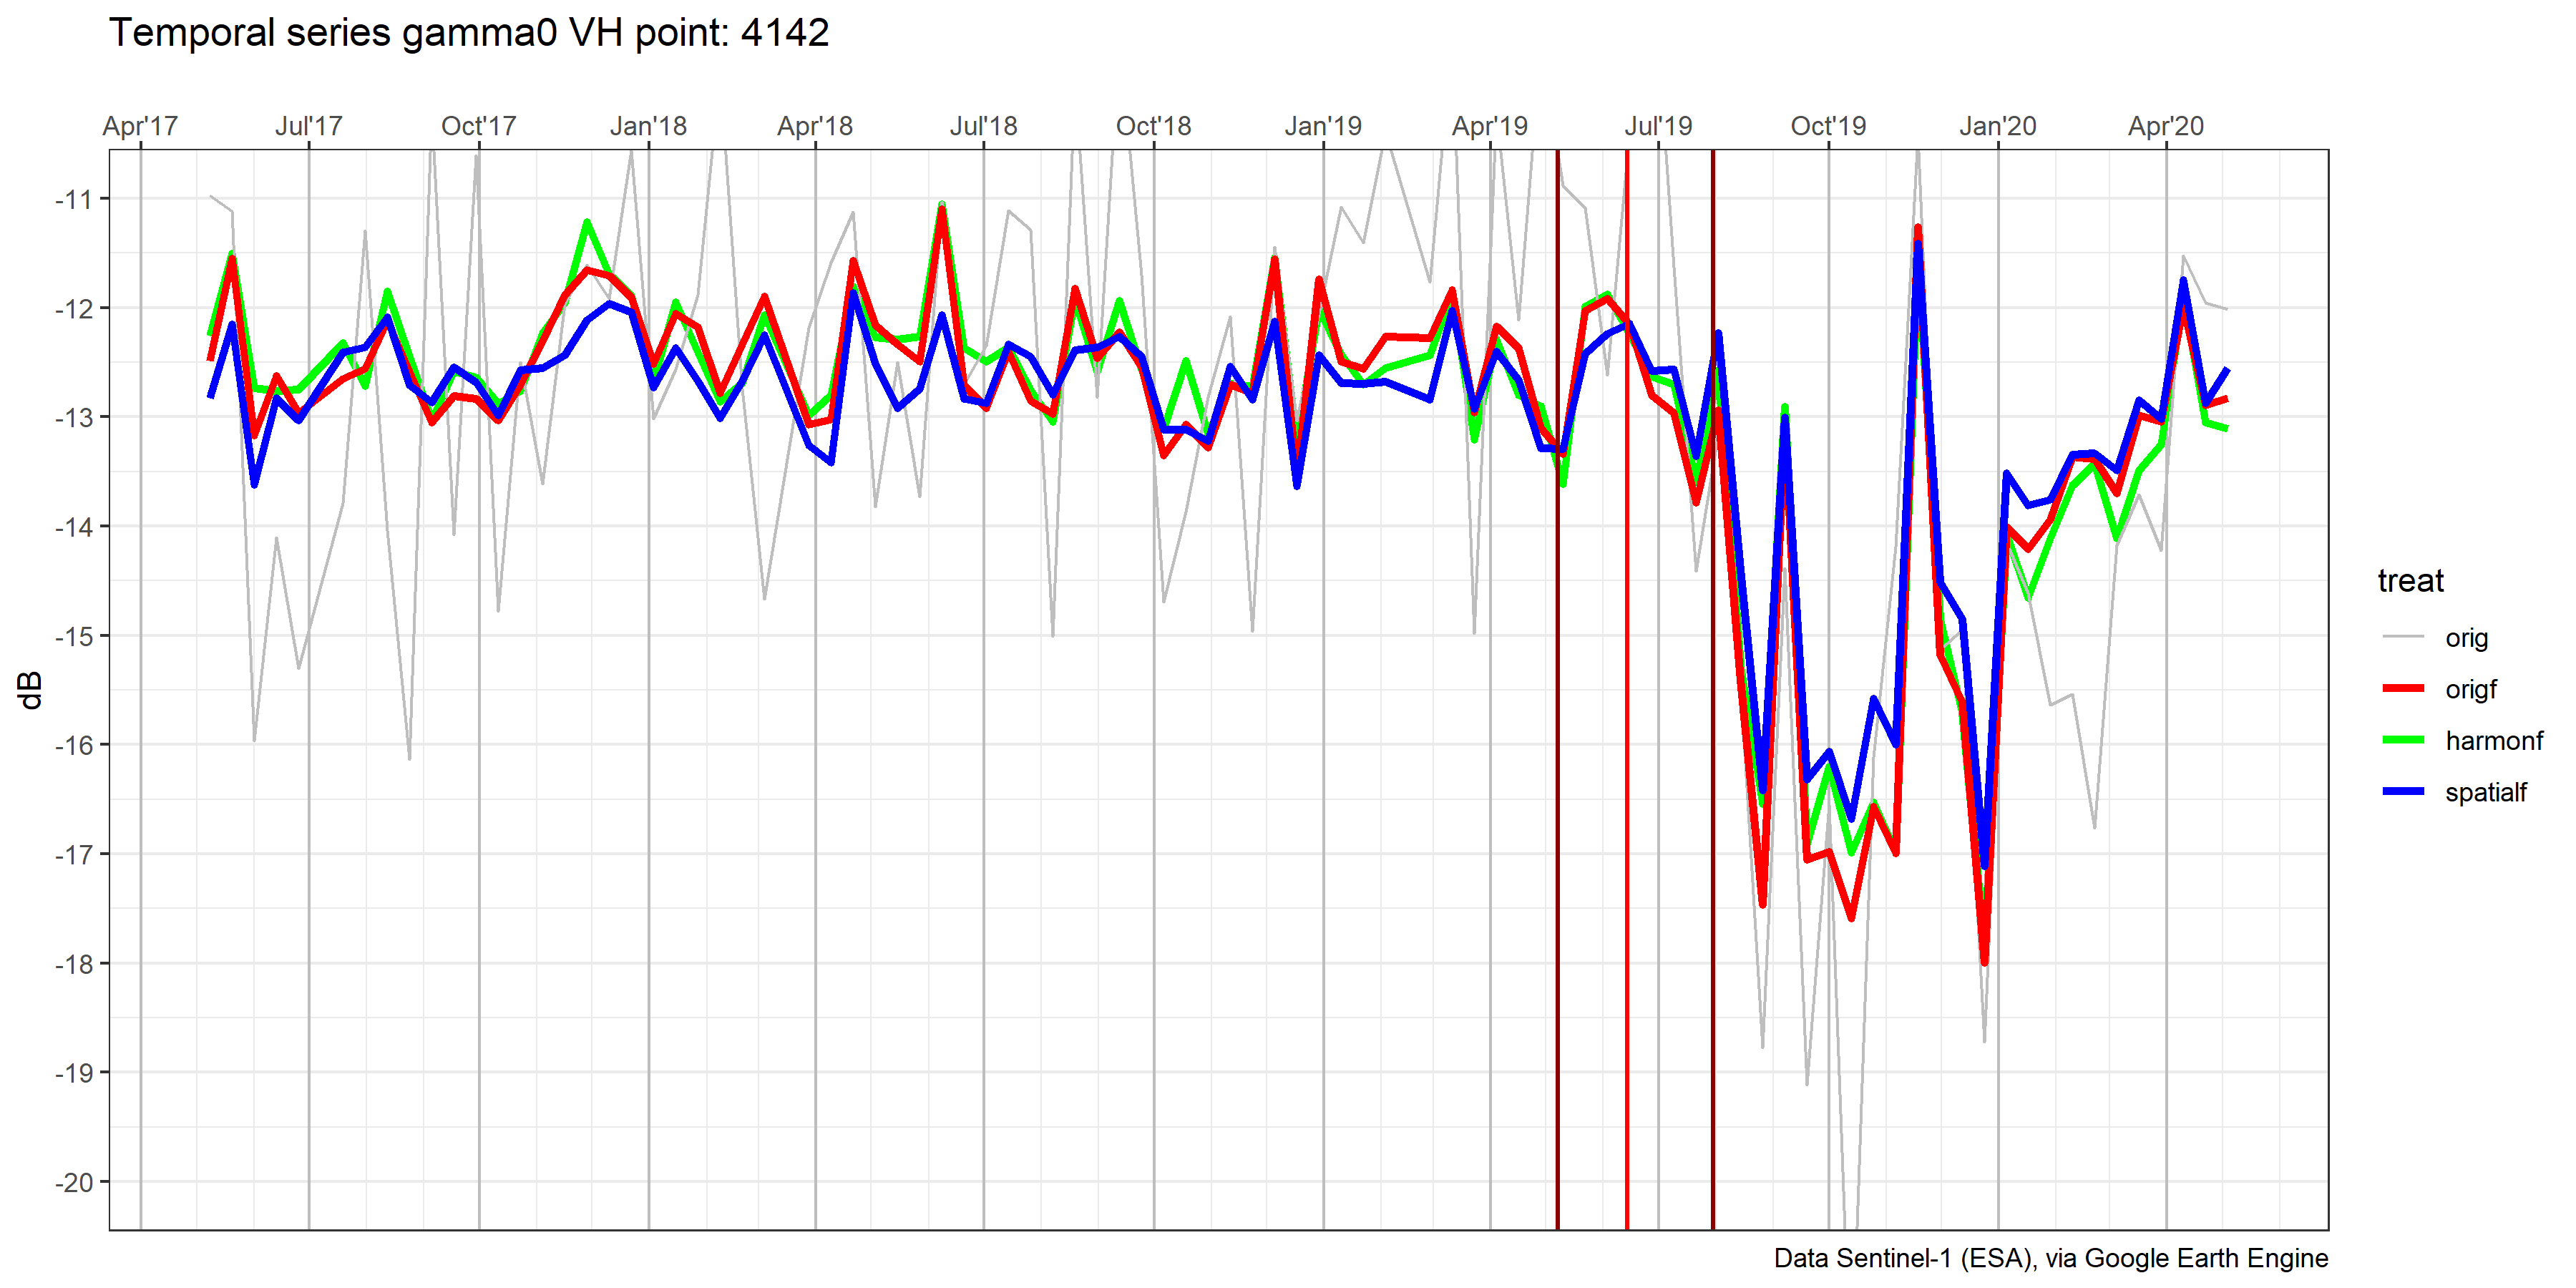 Temporal series gamma0 VH point: 4142
Apr'17 Jul'17 Oct'17 Jan'18 Apr'18 Jul'18 Oct'18 Jan'19 Apr'19 Jul'19 Oct'19 Jan'20 Apr'20
-11
-12
-13
-14
-15
-16
-17
-18
-19
-20
dB
treat
orig
origf
harmonf
spatialf
Data Sentinel-1 (ESA), via Google Earth Engine